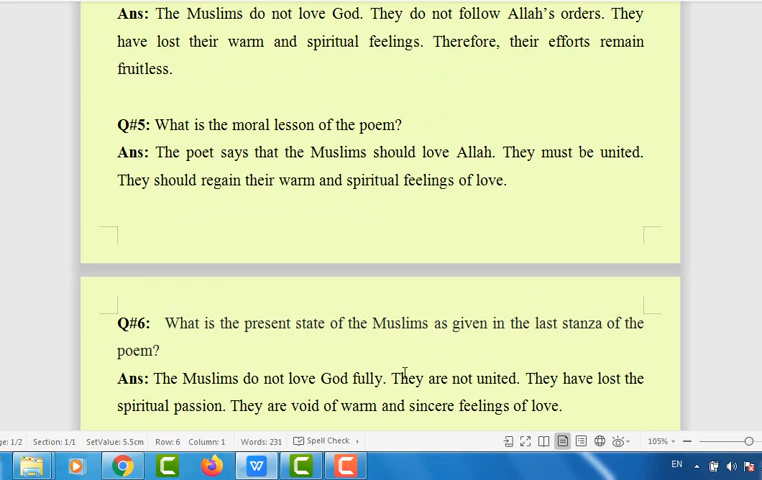 Ans: The Muslims do not love God. They do not follow Allah’s orders. They
have lost their warm and spiritual feelings. Therefore, their efforts remain
fruitless.
Q#5: What is the moral lesson of the poem?
Ans: The poet says that the Muslims should love Allah. They must be united.
They should regain their warm and spiritual feelings of love.
Q#6: What is the present state of the Muslims as given in the last stanza of the
poem?
Ans: The Muslims do not love God fully. They are not united. They have lost the
spiritual passion. They are void of warm and sincere feelings of love.
ge: 1/2 Section: 1/1 SetValue: 5.5cm Row: 6 Column: 1 Words: 231 Spell Check 105%
EN